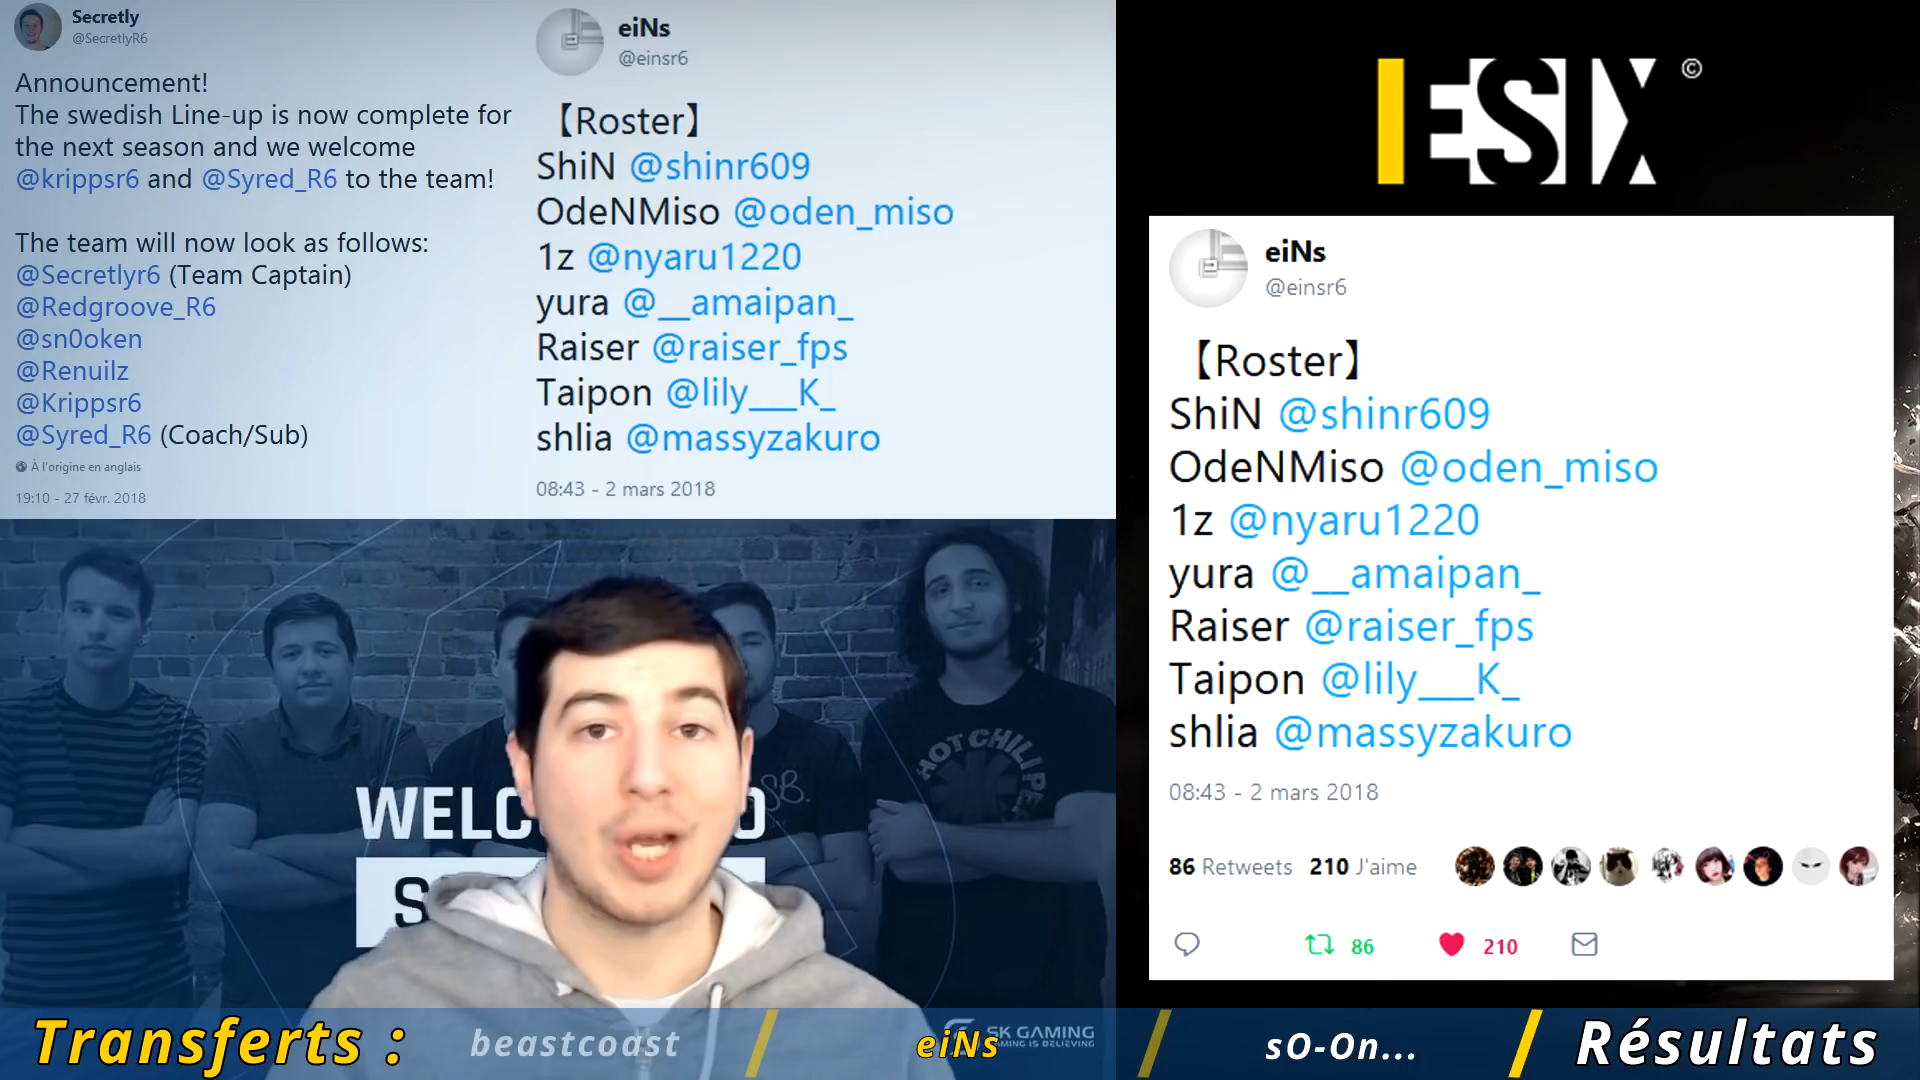 Secretly
@SecretlyR6
Announcement!
The swedish Line-up is now complete for
the next season and we welcome
@krippsr6 and @Syred_R6 to the team!
The team will now look as follows:
@Secretlyr6 (Team Captain)
@Redgroove_R6
@sn0oken
@Renuilz
@Krippsr6
@Syred_R6 (Coach/Sub)
À l'origine en anglais
19:10 - 27 févr. 2018
eiNs
@einsr6
【Roster】
ShiN @shinr609
OdeNMiso @oden_miso
1z @nyaru1220
yura @__amaipan_
Raiser @raiser_fps
Taipon @lily___K_
shlia @massyzakuro
08:43 - 2 mars 2018
ESIX ©
eiNs
@einsr6
【Roster】
ShiN @shinr609
OdeNMiso @oden_miso
1z @nyaru1220
yura @__amaipan_
Raiser @raiser_fps
Taipon @lily___K_
shlia @massyzakuro
08:43 - 2 mars 2018
86 Retweets 210 J'aime
86 210
HOT CHILI PE
SK GAMING
Transferts : beastcoast / eiNs / sO-On... / Résultats